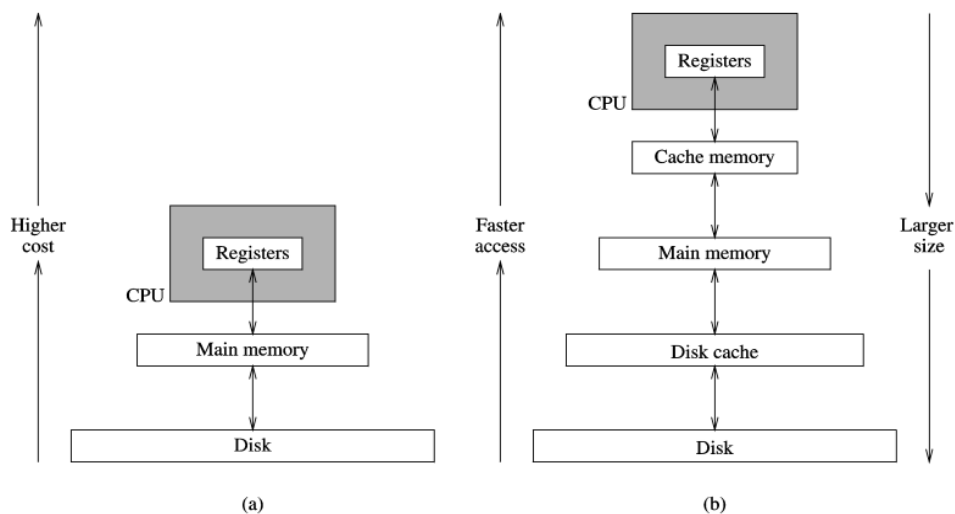 Higher
cost
Registers
CPU
Main memory
Disk
(a)
Faster
access
Registers
CPU
Cache memory
Main memory
Disk cache
Disk
(b)
Larger
size